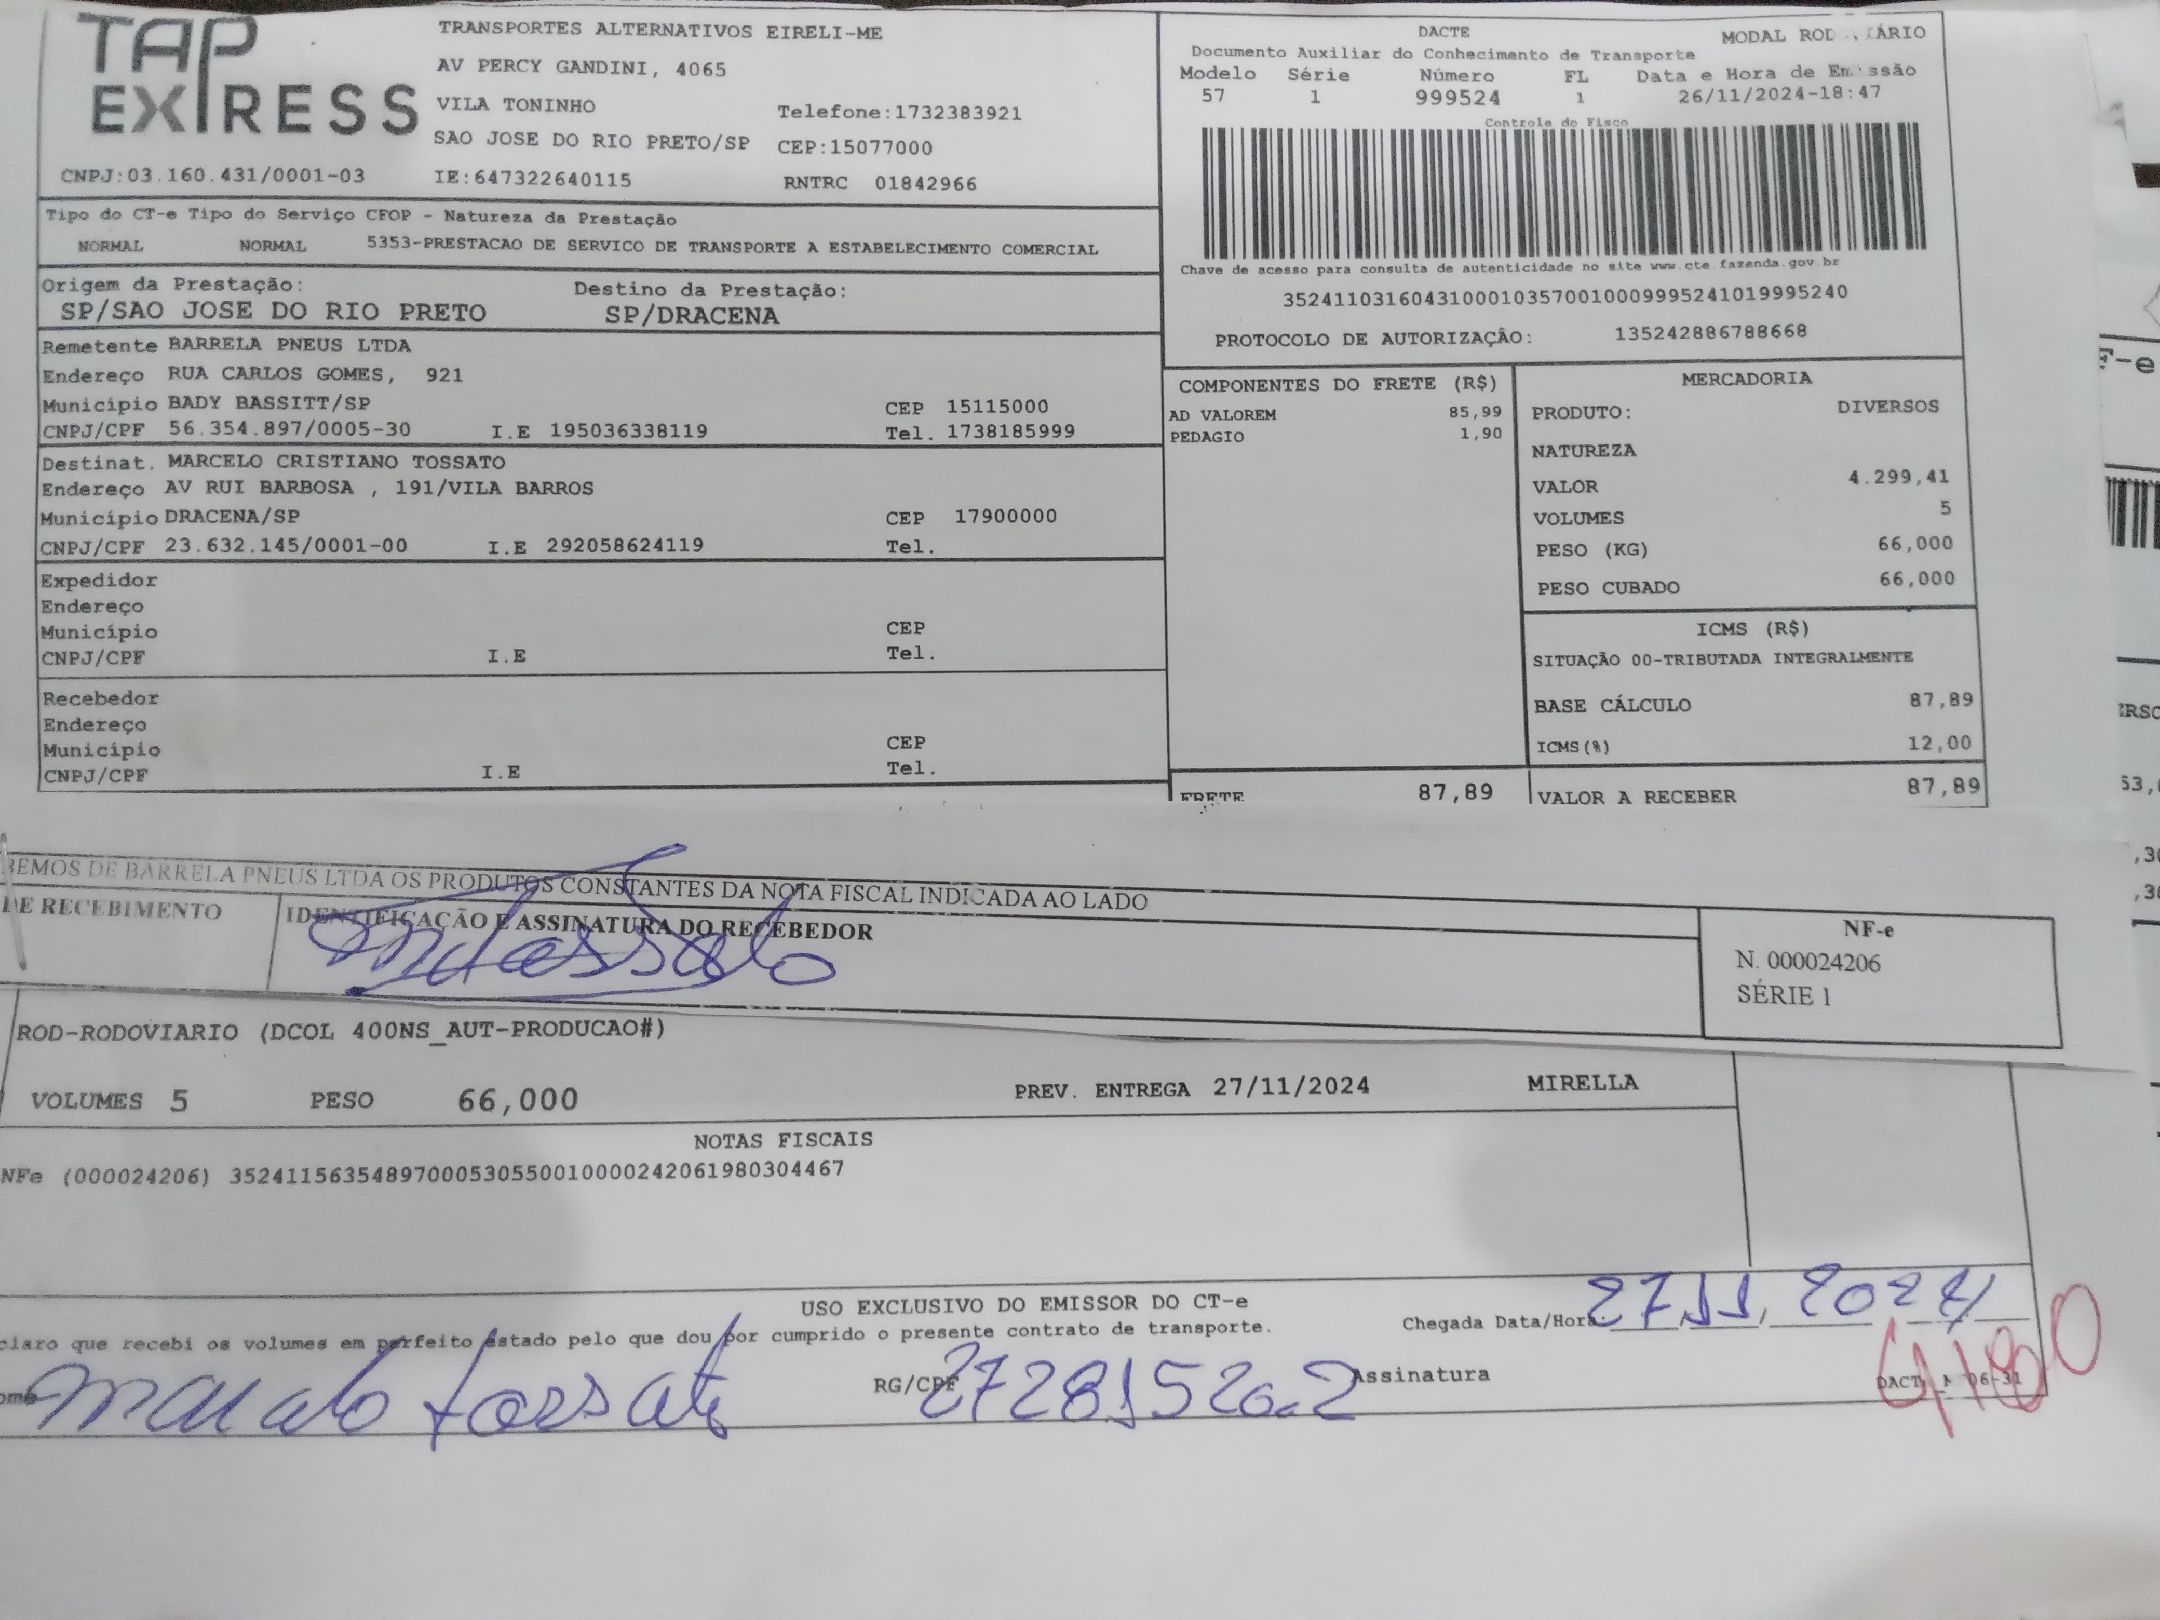 TAP EXPRESS
TRANSPORTES ALTERNATIVOS EIRELI-ME
AV PERCY GANDINI, 4065
VILA TONINHO Telefone:1732383921
SAO JOSE DO RIO PRETO/SP CEP:15077000
CNPJ:03.160.431/0001-03 IE:647322640115 RNTRC 01842966
DACTE MODAL
Documento Auxiliar do Conhecimento de Transporte
Modelo Série Número FL Data e Hora de Emissão
57 1 999524 1 26/11/2024-18:47
Controle do Fisco
Chave de acesso para consulta de autenticidade no site www.cte.fazenda.gov.br
35241103160431000103570010009995241019995240
PROTOCOLO DE AUTORIZAÇÂO: 135242886788668
Tipo do CT-e Tipo do Serviço CFOP - Natureza da Prestação
NORMAL NORMAL 5353-PRESTACAO DE SERVICO DE TRANSPORTE A ESTABELECIMENTO COMERCIAL
Origem da Prestação: Destino da Prestação:
SP/SAO JOSE DO RIO PRETO SP/DRACENA
Remetente BARRELA PNEUS LTDA
Endereço RUA CARLOS GOMES, 921
Município BADY BASSITT/SP CEP 15115000
CNPJ/CPF 56.354.897/0005-30 I.E 195036338119 Tel. 1738185999
Destinat. MARCELO CRISTIANO TOSSATO
Endereço AV RUI BARBOSA , 191/VILA BARROS
Município DRACENA/SP CEP 17900000
CNPJ/CPF 23.632.145/0001-00 I.E 292058624119 Tel.
Expedidor
Endereço
Município CEP
CNPJ/CPF I.E Tel.
Recebedor
Endereço
Município CEP
CNPJ/CPF I.E Tel.
COMPONENTES DO FRETE (R$)
AD VALOREM 85,99
PEDAGIO 1,90
FRETE 87,89
MERCADORIA
PRODUTO: DIVERSOS
NATUREZA
VALOR 4.299,41
VOLUMES 5
PESO (KG) 66,000
PESO CUBADO 66,000
ICMS (R$)
SITUAÇÃO 00-TRIBUTADA INTEGRALMENTE
BASE CÁLCULO 87,89
ICMS(%) 12,00
VALOR A RECEBER 87,89
BEMOS DE BARRELA PNEUS LTDA OS PRODUTOS CONSTANTES DA NOTA FISCAL INDICADA AO LADO
DE RECEBIMENTO IDENTIFICAÇÃO E ASSINATURA DO RECEBEDOR
NF-e
N. 000024206
SÉRIE 1
ROD-RODOVIARIO (DCOL 400NS_AUT-PRODUCAO#)
VOLUMES 5 PESO 66,000 PREV. ENTREGA 27/11/2024 MIRELLA
NOTAS FISCAIS
NFe (000024206) 35241156354897000530550010000242061980304467
USO EXCLUSIVO DO EMISSOR DO CT-e
claro que recebi os volumes em perfeito estado pelo que dou por cumprido o presente contrato de transporte.
Chegada Data/Hora 27 11 2024
RG/CPF Assinatura
F-e